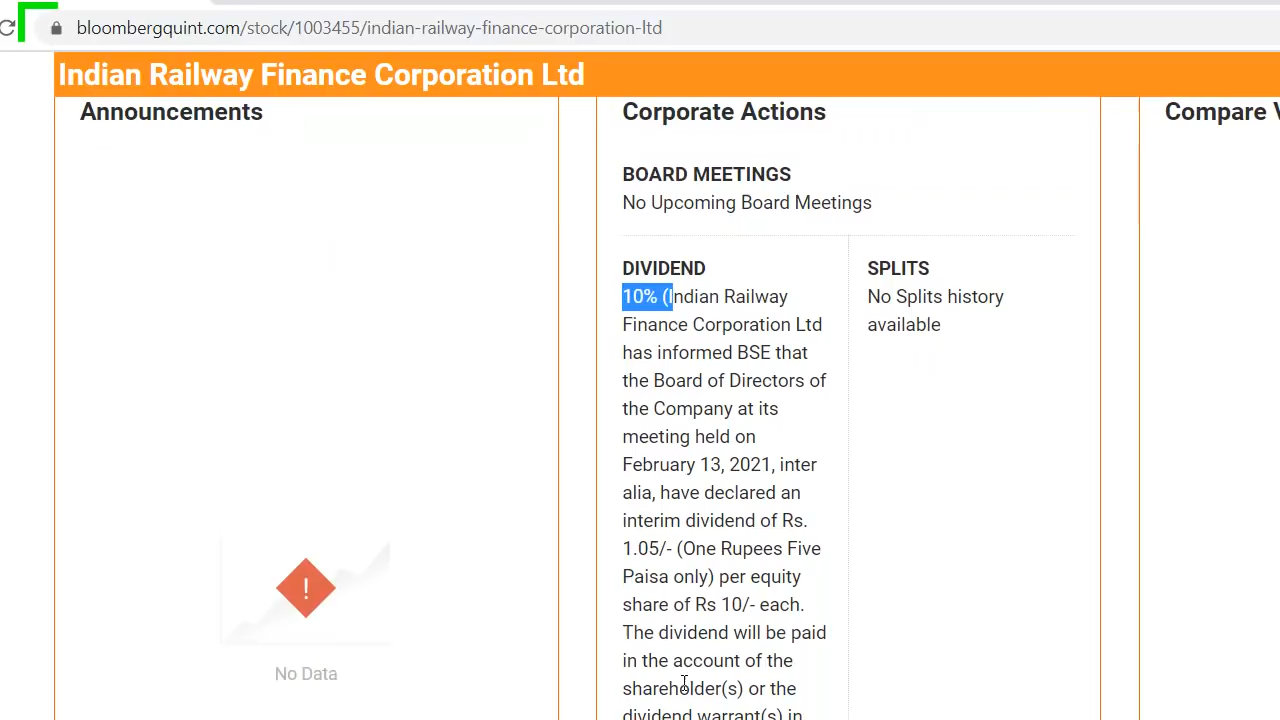 bloombergquint.com/stock/1003455/indian-railway-finance-corporation-ltd
Indian Railway Finance Corporation Ltd
Announcements
No Data
Corporate Actions
BOARD MEETINGS
No Upcoming Board Meetings
DIVIDEND
10% (Indian Railway
Finance Corporation Ltd
has informed BSE that
the Board of Directors of
the Company at its
meeting held on
February 13, 2021, inter
alia, have declared an
interim dividend of Rs.
1.05/- (One Rupees Five
Paisa only) per equity
share of Rs 10/- each.
The dividend will be paid
in the account of the
shareholder(s) or the
dividend warrant(s) in
SPLITS
No Splits history
available
Compare